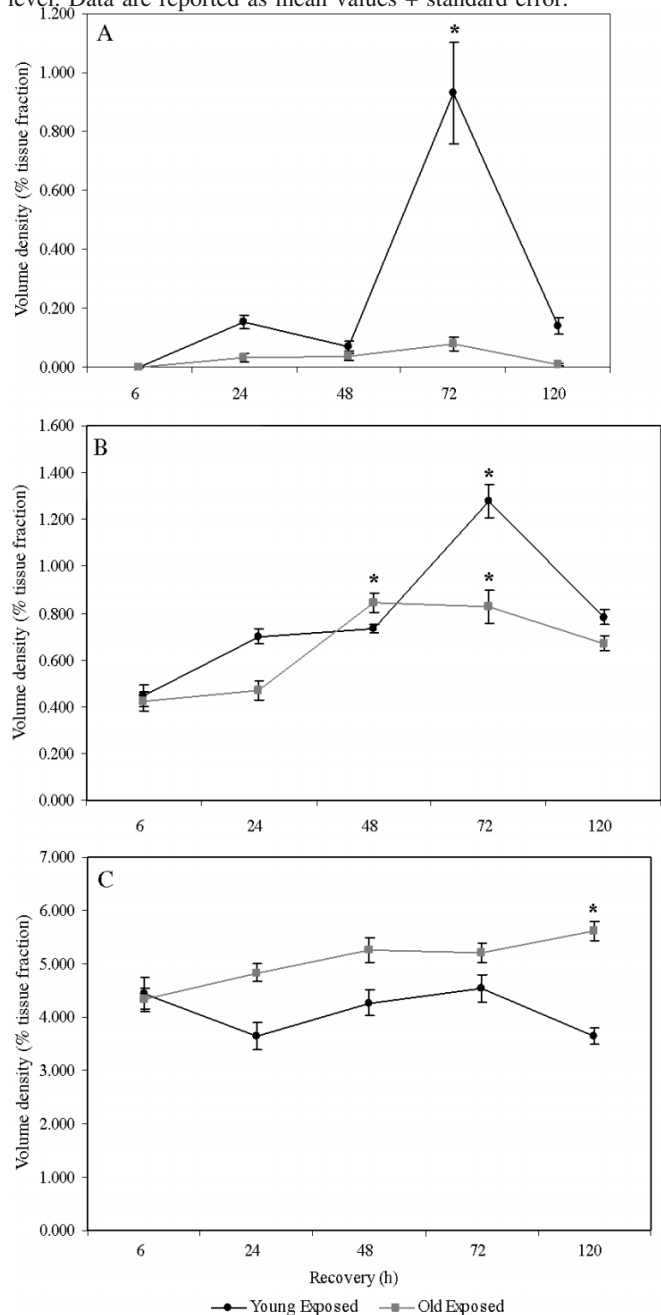 level. Data are reported as mean values + standard error.
A
*
Volume density (% tissue fraction)
1.200
1.000
0.800
0.600
0.400
0.200
0.000
6 24 48 72 120
B
*
* *
Volume density (% tissue fraction)
1.600
1.400
1.200
1.000
0.800
0.600
0.400
0.200
0.000
6 24 48 72 120
C
*
Volume density (% tissue fraction)
7.000
6.000
5.000
4.000
3.000
2.000
1.000
0.000
6 24 48 72 120
Recovery (h)
Young Exposed Old Exposed